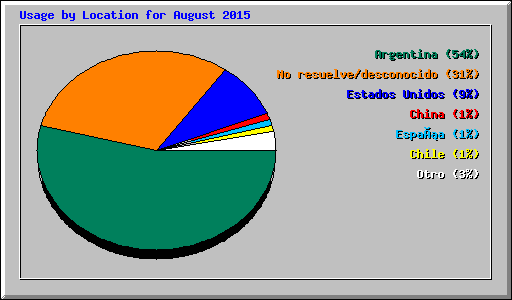 Usage by Location for August 2015
Argentina (54%)
No resuelve/desconocido (31%)
Estados Unidos (9%)
China (1%)
EspaÑąa (1%)
Chile (1%)
Otro (3%)